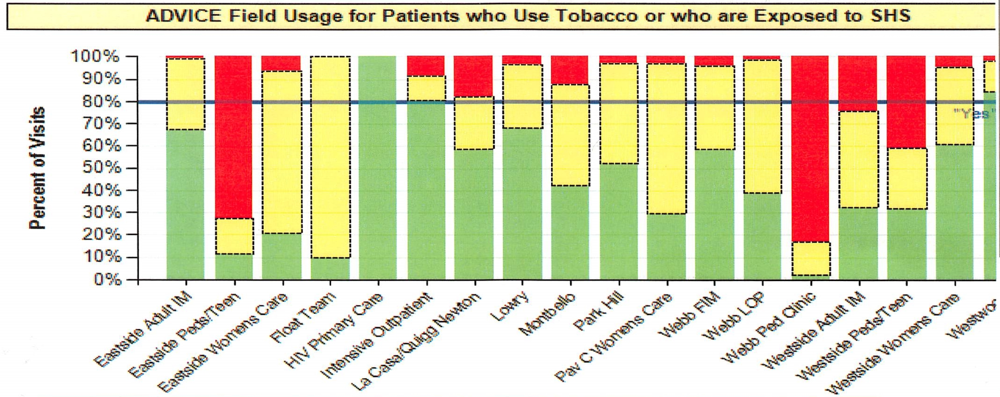 ADVICE Field Usage for Patients who Use Tobacco or who are Exposed to SHS
Percent of Visits
100%
90%
80%
70%
60%
50%
40%
30%
20%
10%
0%
"Yes"
Eastside Adult IM
Eastside Peds/Teen
Eastside Womens Care
Float Team
HIV Primary Care
Intensive Outpatient
La Casa/Quigg Newton
Lowry
Montbello
Park Hill
Pav C Womens Care
Webb FIM
Webb LOP
Webb Ped Clinic
Westside Adult IM
Westside Peds/Teen
Westside Womens Care